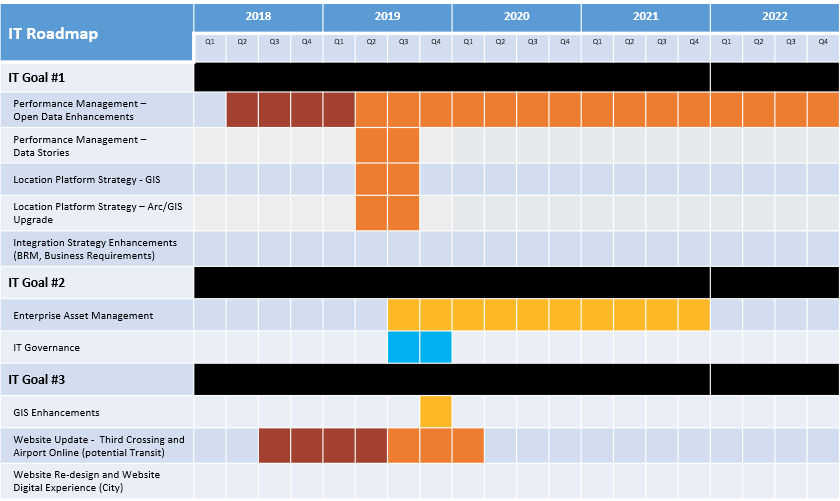 IT Roadmap
2018 2019 2020 2021 2022
Q1 Q2 Q3 Q4 Q1 Q2 Q3 Q4 Q1 Q2 Q3 Q4 Q1 Q2 Q3 Q4 Q1 Q2 Q3 Q4
IT Goal #1
Performance Management –
Open Data Enhancements
Performance Management –
Data Stories
Location Platform Strategy - GIS
Location Platform Strategy – Arc/GIS
Upgrade
Integration Strategy Enhancements
(BRM, Business Requirements)
IT Goal #2
Enterprise Asset Management
IT Governance
IT Goal #3
GIS Enhancements
Website Update - Third Crossing and
Airport Online (potential Transit)
Website Re-design and Website
Digital Experience (City)